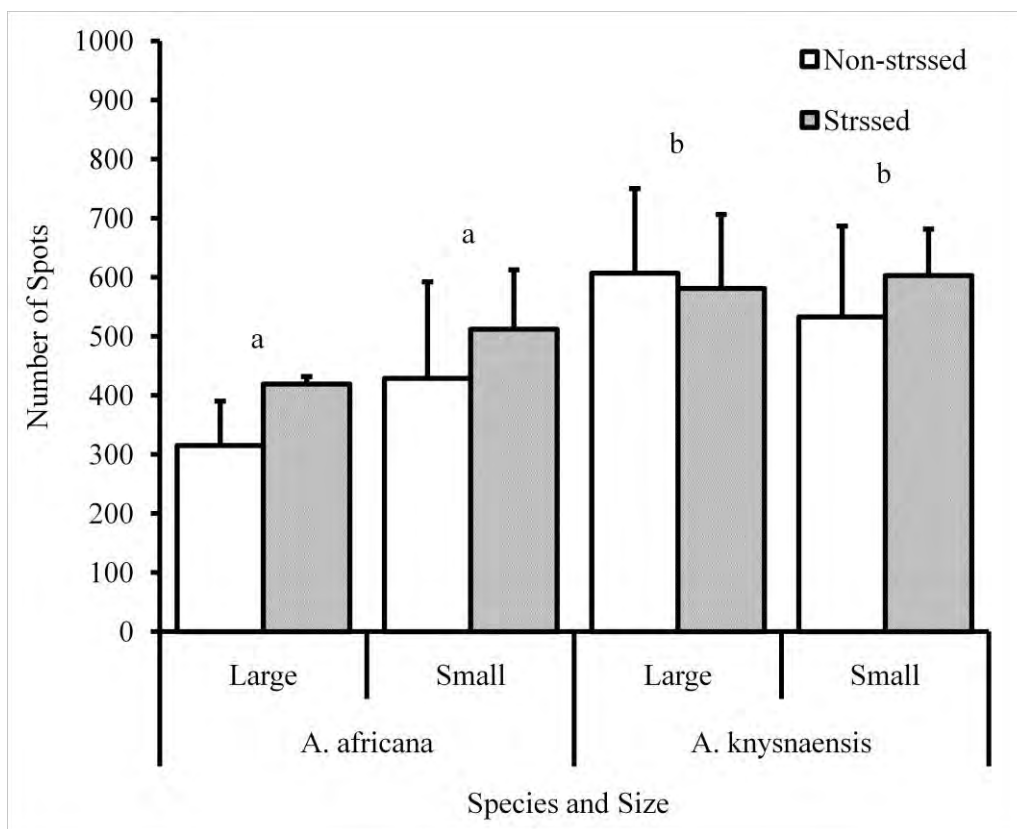 1000
900
800
700
600
500
400
300
200
100
0
Number of Spots
Non-strssed
Strssed
a
a
b
b
Large
Small
Large
Small
A. africana
A. knysnaensis
Species and Size